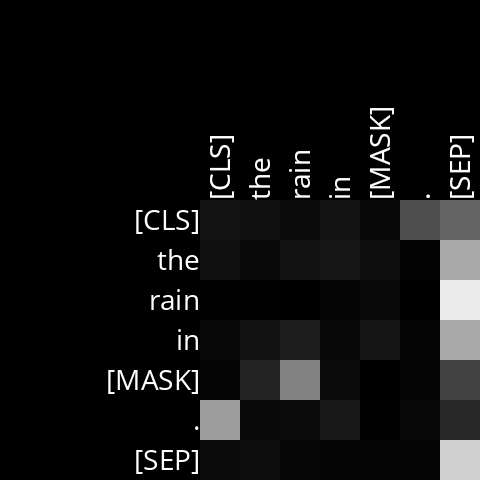 [CLS] the rain in [MASK] . [SEP]
[CLS]
the
rain
in
[MASK]
.
[SEP]